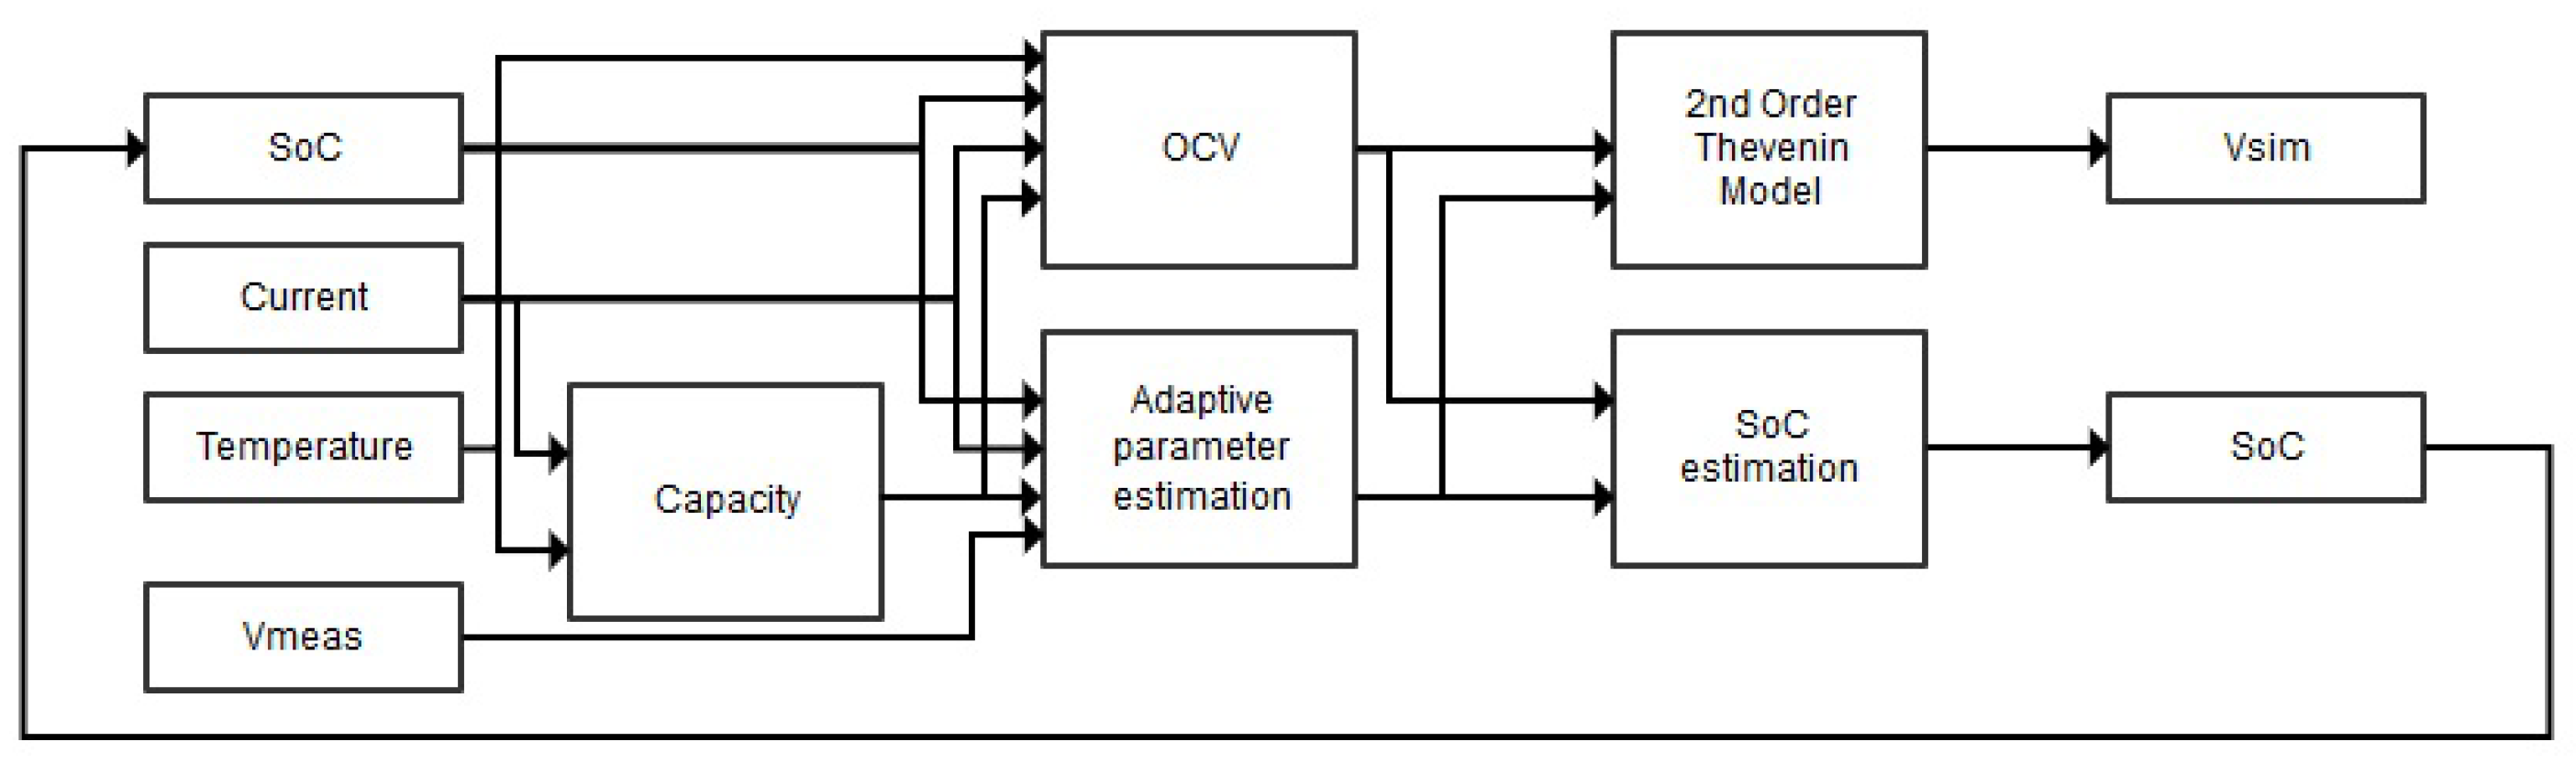 SoC
Current
Temperature
Vmeas
Capacity
OCV
Adaptive
parameter
estimation
2nd Order
Thevenin
Model
SoC
estimation
Vsim
SoC